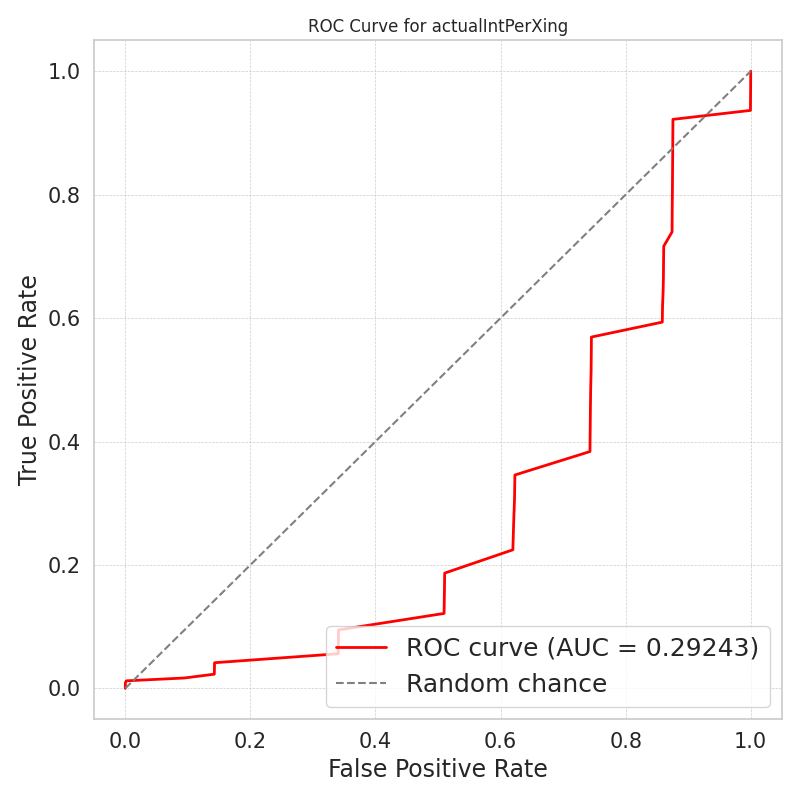 ROC Curve for actualIntPerXing
True Positive Rate
1.0
0.8
0.6
0.4
0.2
0.0
ROC curve (AUC = 0.29243)
Random chance
0.0 0.2 0.4 0.6 0.8 1.0
False Positive Rate